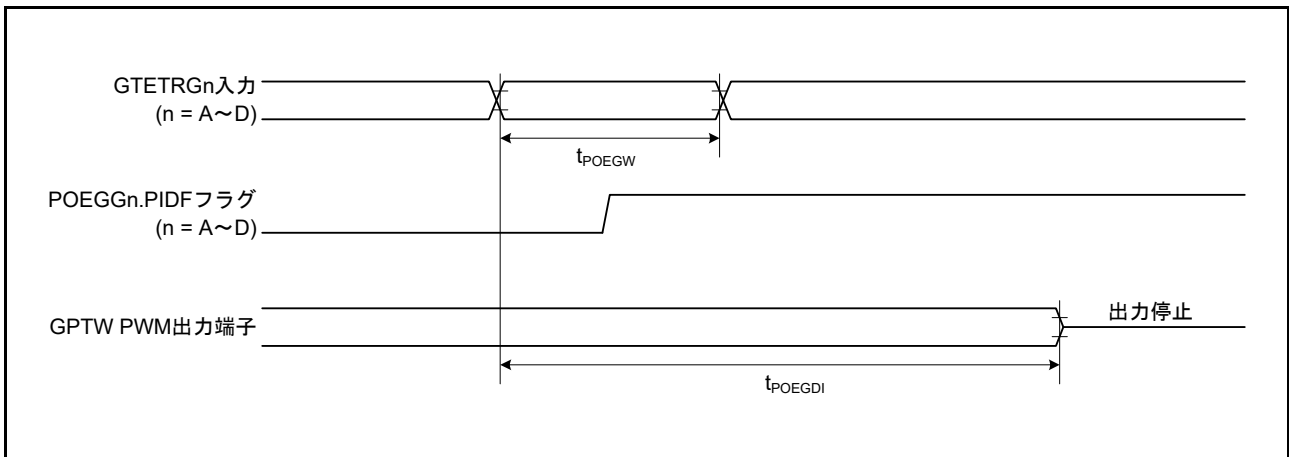 GTETRGn入力
(n = A～D)
tPOEGW
POEGGn.PIDFフラグ
(n = A～D)
GPTW PWM出力端子
出力停止
tPOEGDI